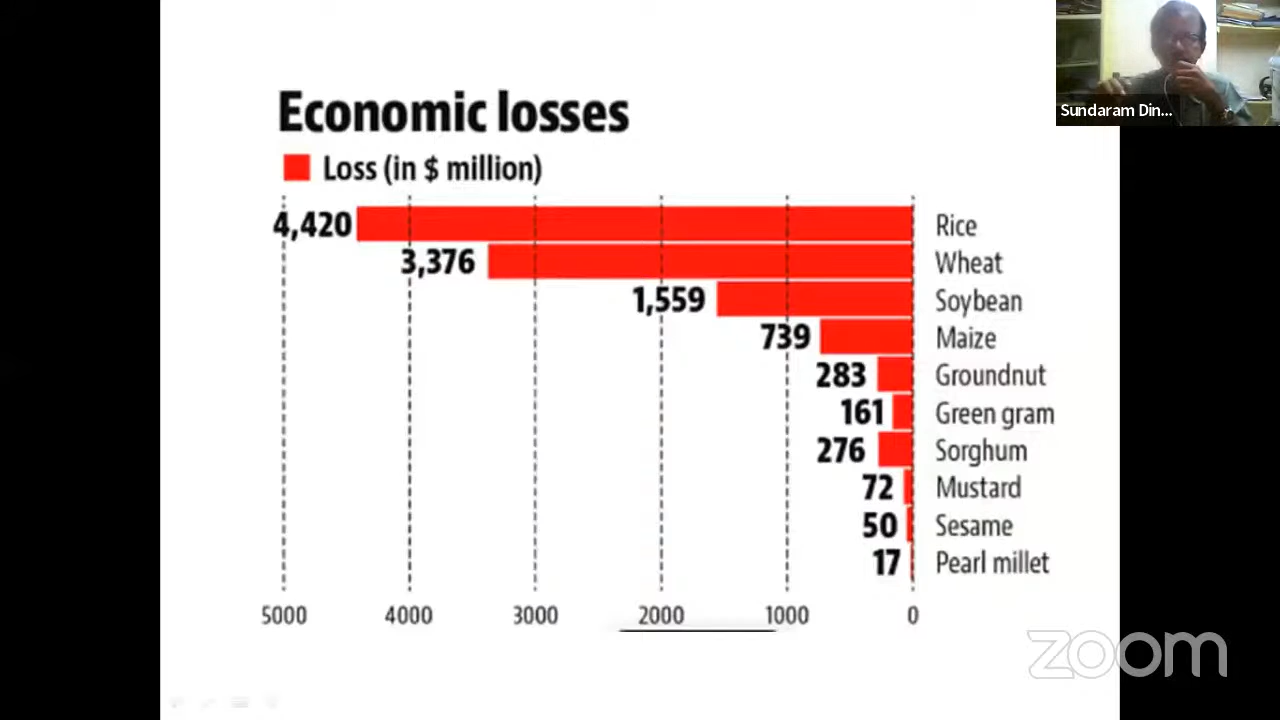 Economic losses
Loss (in $ million)
4,420 Rice
3,376 Wheat
1,559 Soybean
739 Maize
283 Groundnut
161 Green gram
276 Sorghum
72 Mustard
50 Sesame
17 Pearl millet
5000 4000 3000 2000 1000 0
Sundaram Din...
zoom